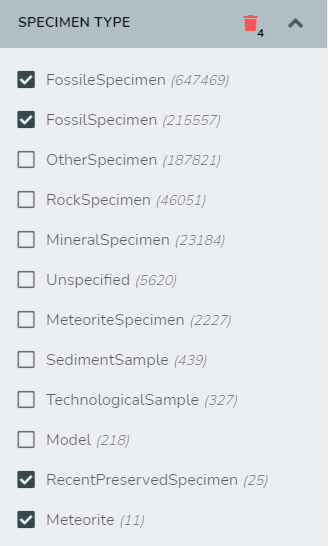 SPECIMEN TYPE 4
FossileSpecimen (647469)
FossilSpecimen (215557)
OtherSpecimen (187821)
RockSpecimen (46051)
MineralSpecimen (23184)
Unspecified (5620)
MeteoriteSpecimen (2227)
SedimentSample (439)
TechnologicalSample (327)
Model (218)
RecentPreservedSpecimen (25)
Meteorite (11)